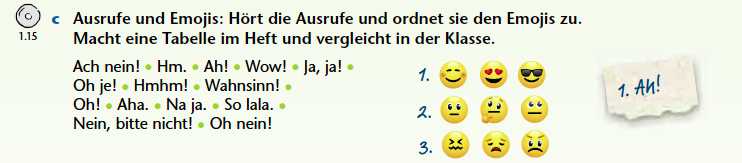 c Ausrufe und Emojis: Hört die Ausrufe und ordnet sie den Emojis zu.
1.15 Macht eine Tabelle im Heft und vergleicht in der Klasse.
Ach nein! • Hm. • Ah! • Wow! • Ja, ja! •
Oh je! • Hmhm! • Wahnsinn! •
Oh! • Aha. • Na ja. • So lala. •
Nein, bitte nicht! • Oh nein!
1.
2.
3.
1. Ah!